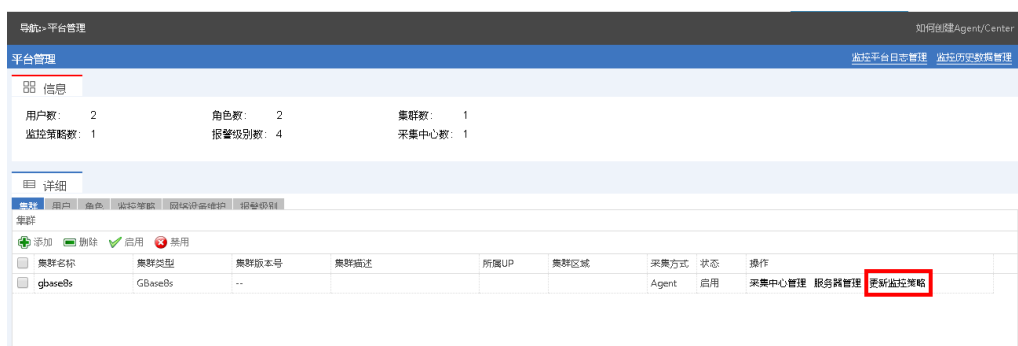 导航:>平台管理 如何创建Agent/Center
平台管理 监控平台日志管理 监控历史数据管理
信息
用户数: 2 角色数: 2 集群数: 1
监控策略数: 1 报警级别数: 4 采集中心数: 1
详细
集群 用户 角色 监控策略 网络设备维护 报警级别
集群
添加 删除 启用 禁用
集群名称 集群类型 集群版本号 集群描述 所属UP 集群区域 采集方式 状态 操作
gbase8s GBase8s -- Agent 启用 采集中心管理 服务器管理 更新监控策略